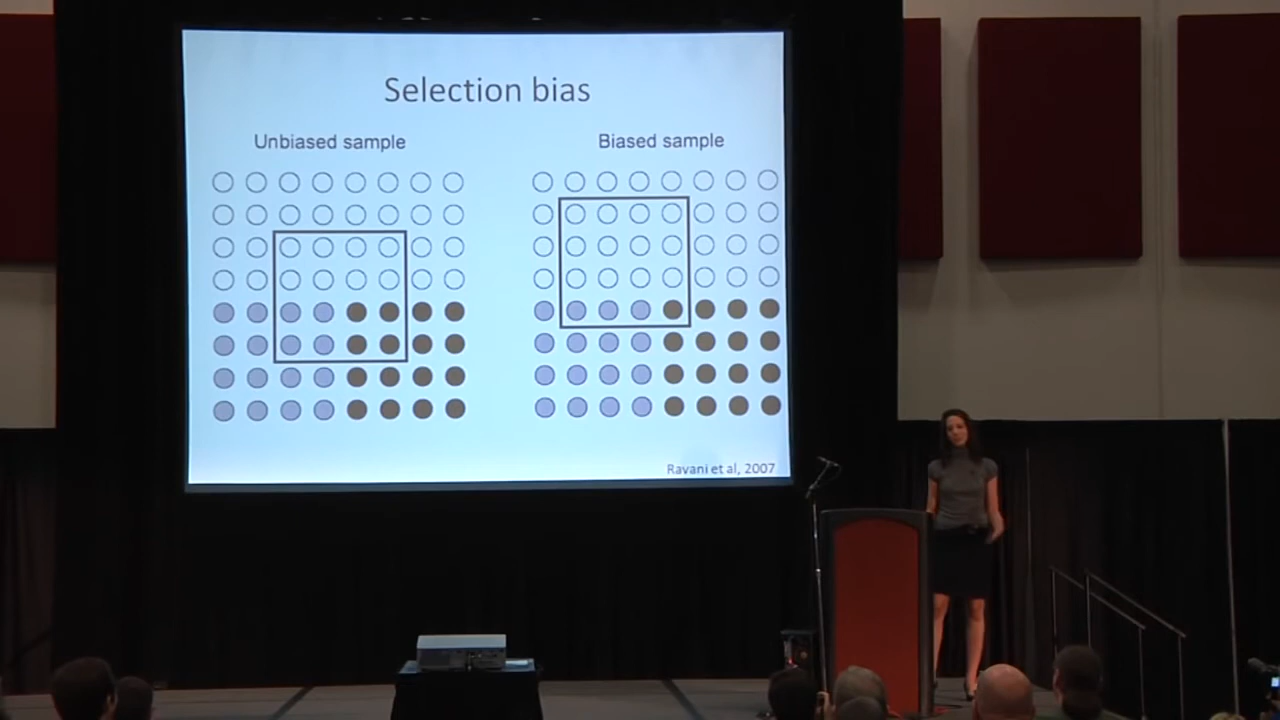 Selection bias
Unbiased sample
Biased sample
Ravani et al, 2007